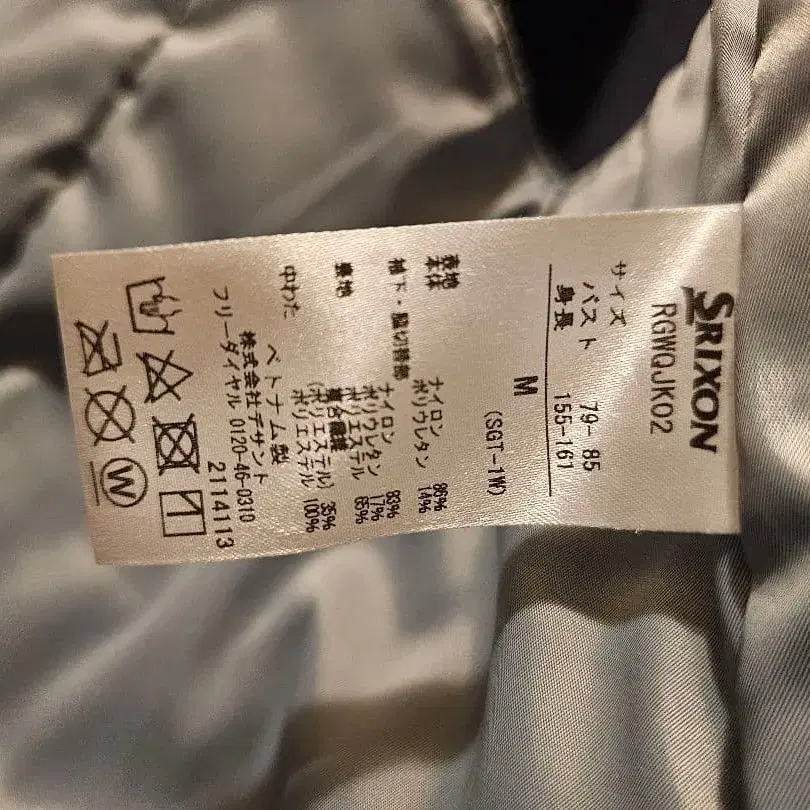 SRIXON
RGWQJK02
サイズ
バスト 79-85
身長 155-161
M
(SGT-1W)
表地
本体 ナイロン 86%
ポリウレタン 14%
袖下・脇切替部 ナイロン 83%
ポリウレタン 17%
裏地 ポリエステル 65%
複合繊維
(ポリエステル) 35%
中わた ポリエステル 100%
ベトナム製
株式会社デサント
フリーダイヤル 0120-46-0310
2114113
W